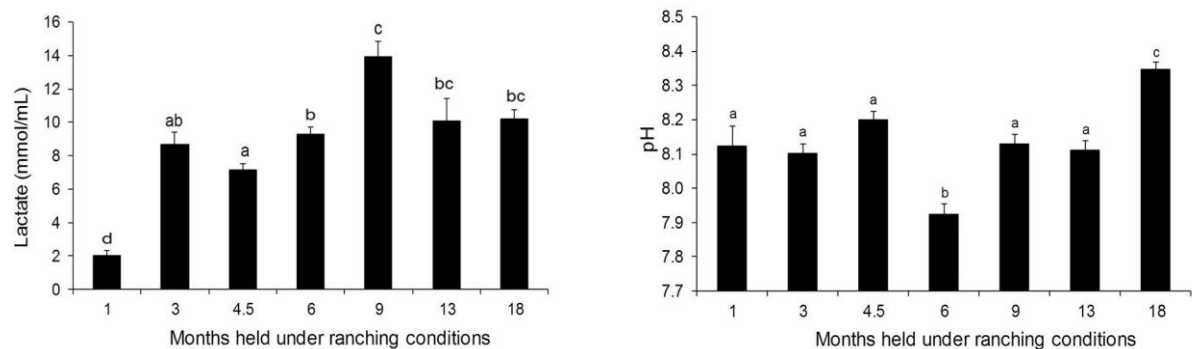 Lactate (mmol/mL)
16
14
12
10
8
6
4
2
0
d
ab
a
b
c
bc
bc
1 3 4.5 6 9 13 18
Months held under ranching conditions
pH
8.5
8.4
8.3
8.2
8.1
8.0
7.9
7.8
7.7
a
a
a
b
a
a
c
1 3 4.5 6 9 13 18
Months held under ranching conditions